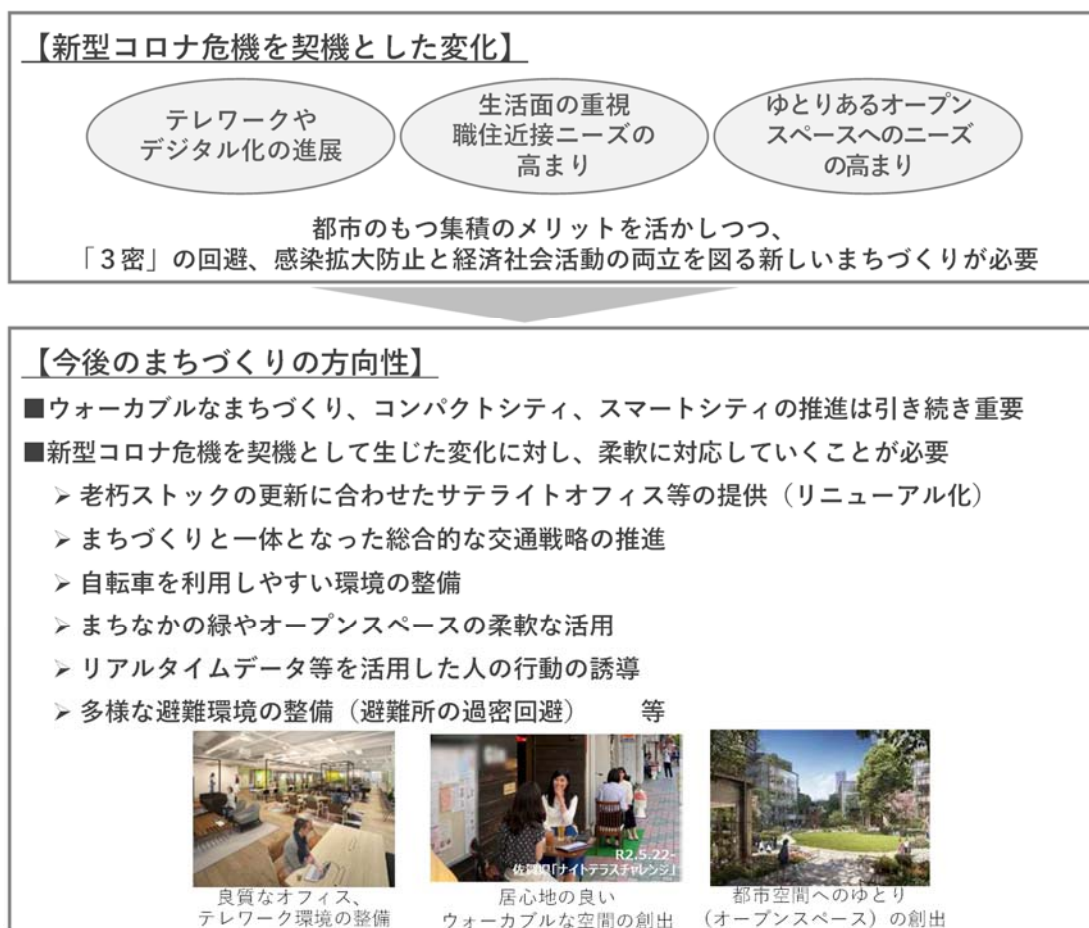 【新型コロナ危機を契機とした変化】
テレワークや
デジタル化の進展
生活面の重視
職住近接ニーズの
高まり
ゆとりあるオープン
スペースへのニーズ
の高まり
都市のもつ集積のメリットを活かしつつ、
「３密」の回避、感染拡大防止と経済社会活動の両立を図る新しいまちづくりが必要
【今後のまちづくりの方向性】
■ウォーカブルなまちづくり、コンパクトシティ、スマートシティの推進は引き続き重要
■新型コロナ危機を契機として生じた変化に対し、柔軟に対応していくことが必要
➢ 老朽ストックの更新に合わせたサテライトオフィス等の提供（リニューアル化）
➢ まちづくりと一体となった総合的な交通戦略の推進
➢ 自転車を利用しやすい環境の整備
➢ まちなかの緑やオープンスペースの柔軟な活用
➢ リアルタイムデータ等を活用した人の行動の誘導
➢ 多様な避難環境の整備（避難所の過密回避）　　等
R2.5.22-
佐賀県「ナイトテラスチャレンジ」
良質なオフィス、
テレワーク環境の整備
居心地の良い
ウォーカブルな空間の創出
都市空間へのゆとり
（オープンスペース）の創出